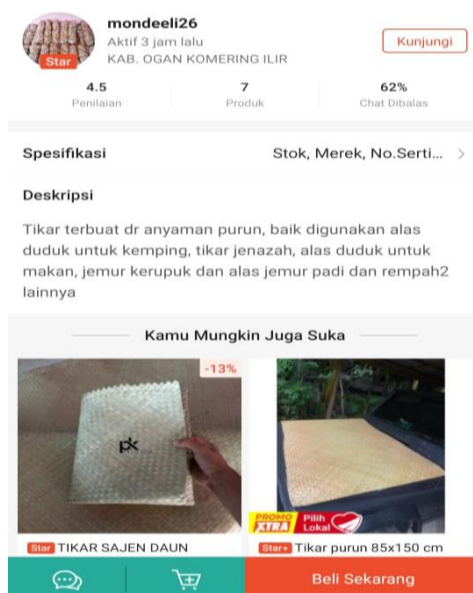 mondeeli26
Aktif 3 jam lalu
Kunjungi
Star
KAB. OGAN KOMERING ILIR
4.5
7
62%
Penilaian
Produk
Chat Dibalas
Spesifikasi
Stok, Merek, No.Serti...
Deskripsi
Tikar terbuat dr anyaman purun, baik digunakan alas
duduk untuk kemping, tikar jenazah, alas duduk untuk
makan, jemur kerupuk dan alas jemur padi dan rempah2
lainnya
Kamu Mungkin Juga Suka
-13%
pk
PROMO XTRA
Pilih Lokal
Star TIKAR SAJEN DAUN
Star+ Tikar purun 85x150 cm
Beli Sekarang